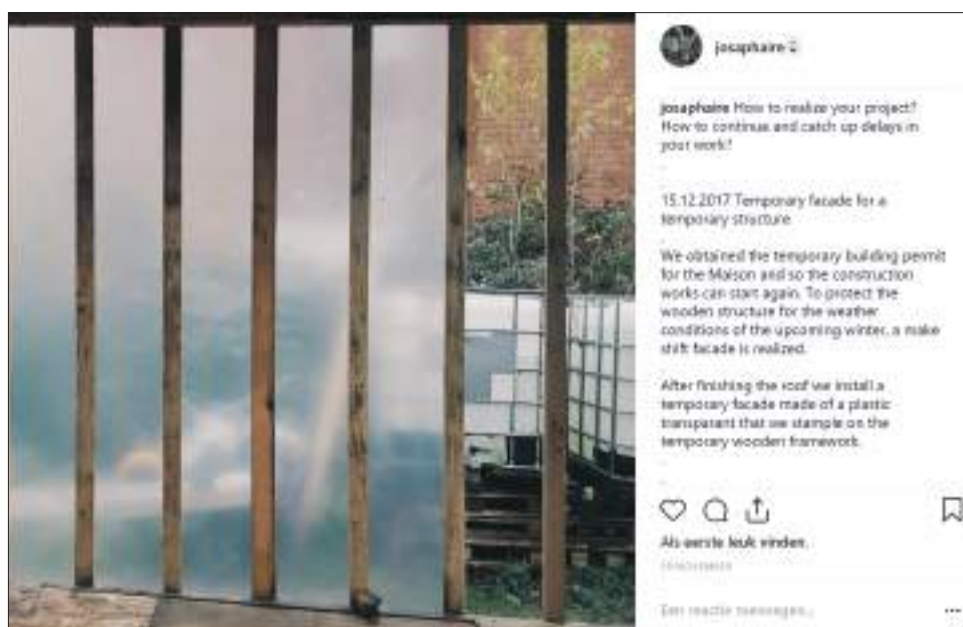 josaphaire
josaphaire How to realize your project?
How to continue and catch up delays in
your work?
15.12.2017 Temporary facade for a
temporary structure
We obtained the temporary building permit
for the Maison and so the construction
works can start again. To protect the
wooden structure for the weather
conditions of the upcoming winter, a make
shift facade is realized.
After finishing the roof we install a
temporary facade made of a plastic
transparant that we stample on the
temporary wooden framework.
Als eerste leuk vinden.
Een reactie toevoegen...